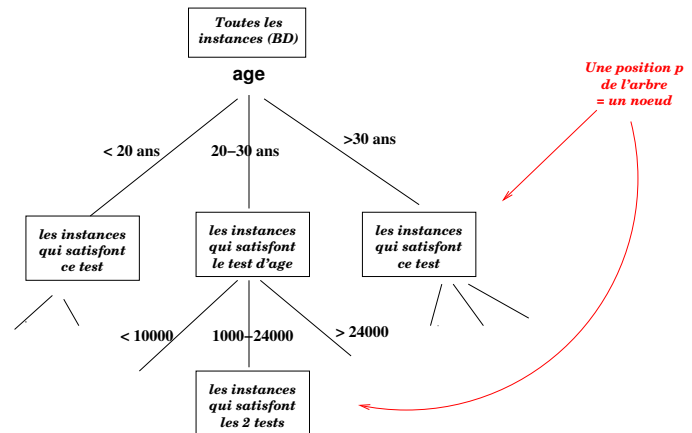 Toutes les
instances (BD)
age
Une position p
de l'arbre
= un noeud
< 20 ans
20−30 ans
>30 ans
les instances
qui satisfont
ce test
les instances
qui satisfont
le test d'age
les instances
qui satisfont
ce test
< 10000
1000−24000
> 24000
les instances
qui satisfont
les 2 tests